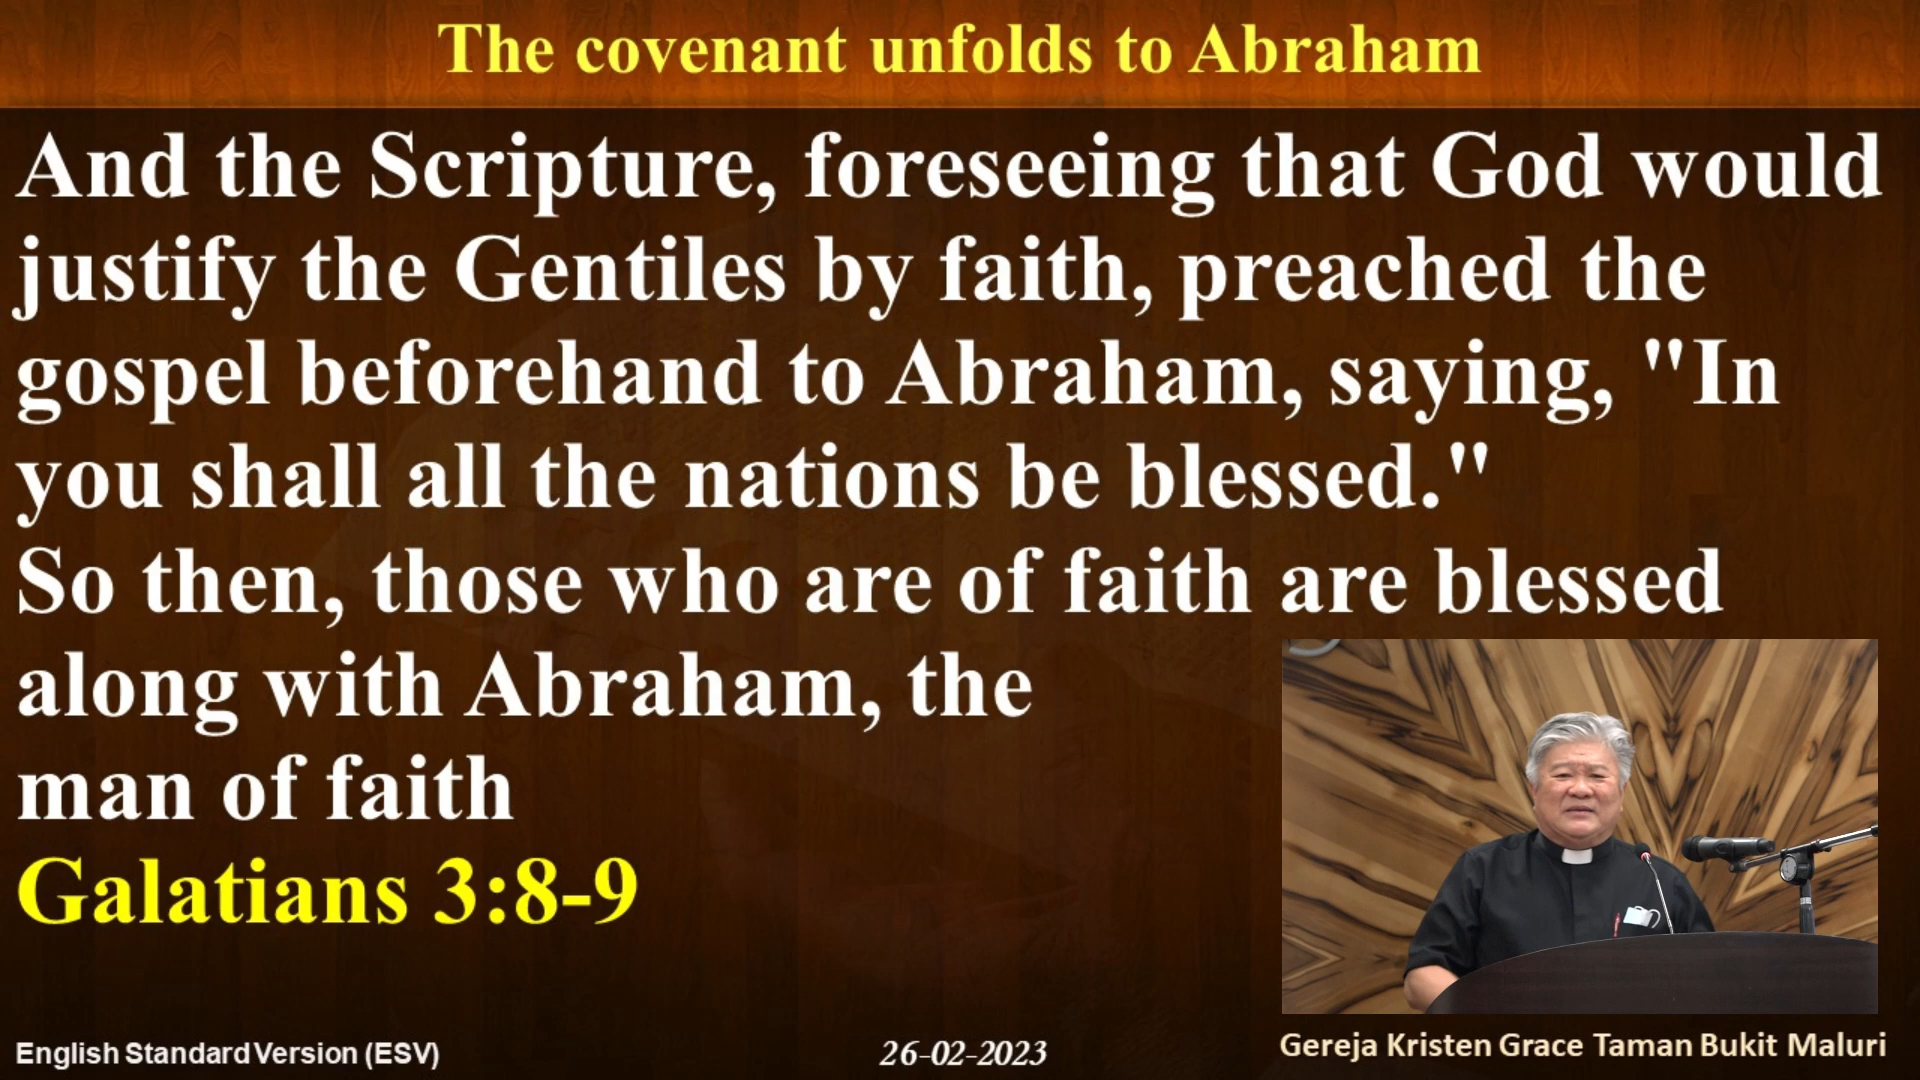 The covenant unfolds to Abraham
And the Scripture, foreseeing that God would
justify the Gentiles by faith, preached the
gospel beforehand to Abraham, saying, "In
you shall all the nations be blessed."
So then, those who are of faith are blessed
along with Abraham, the
man of faith
Galatians 3:8-9
English Standard Version (ESV)
26-02-2023
Gereja Kristen Grace Taman Bukit Maluri